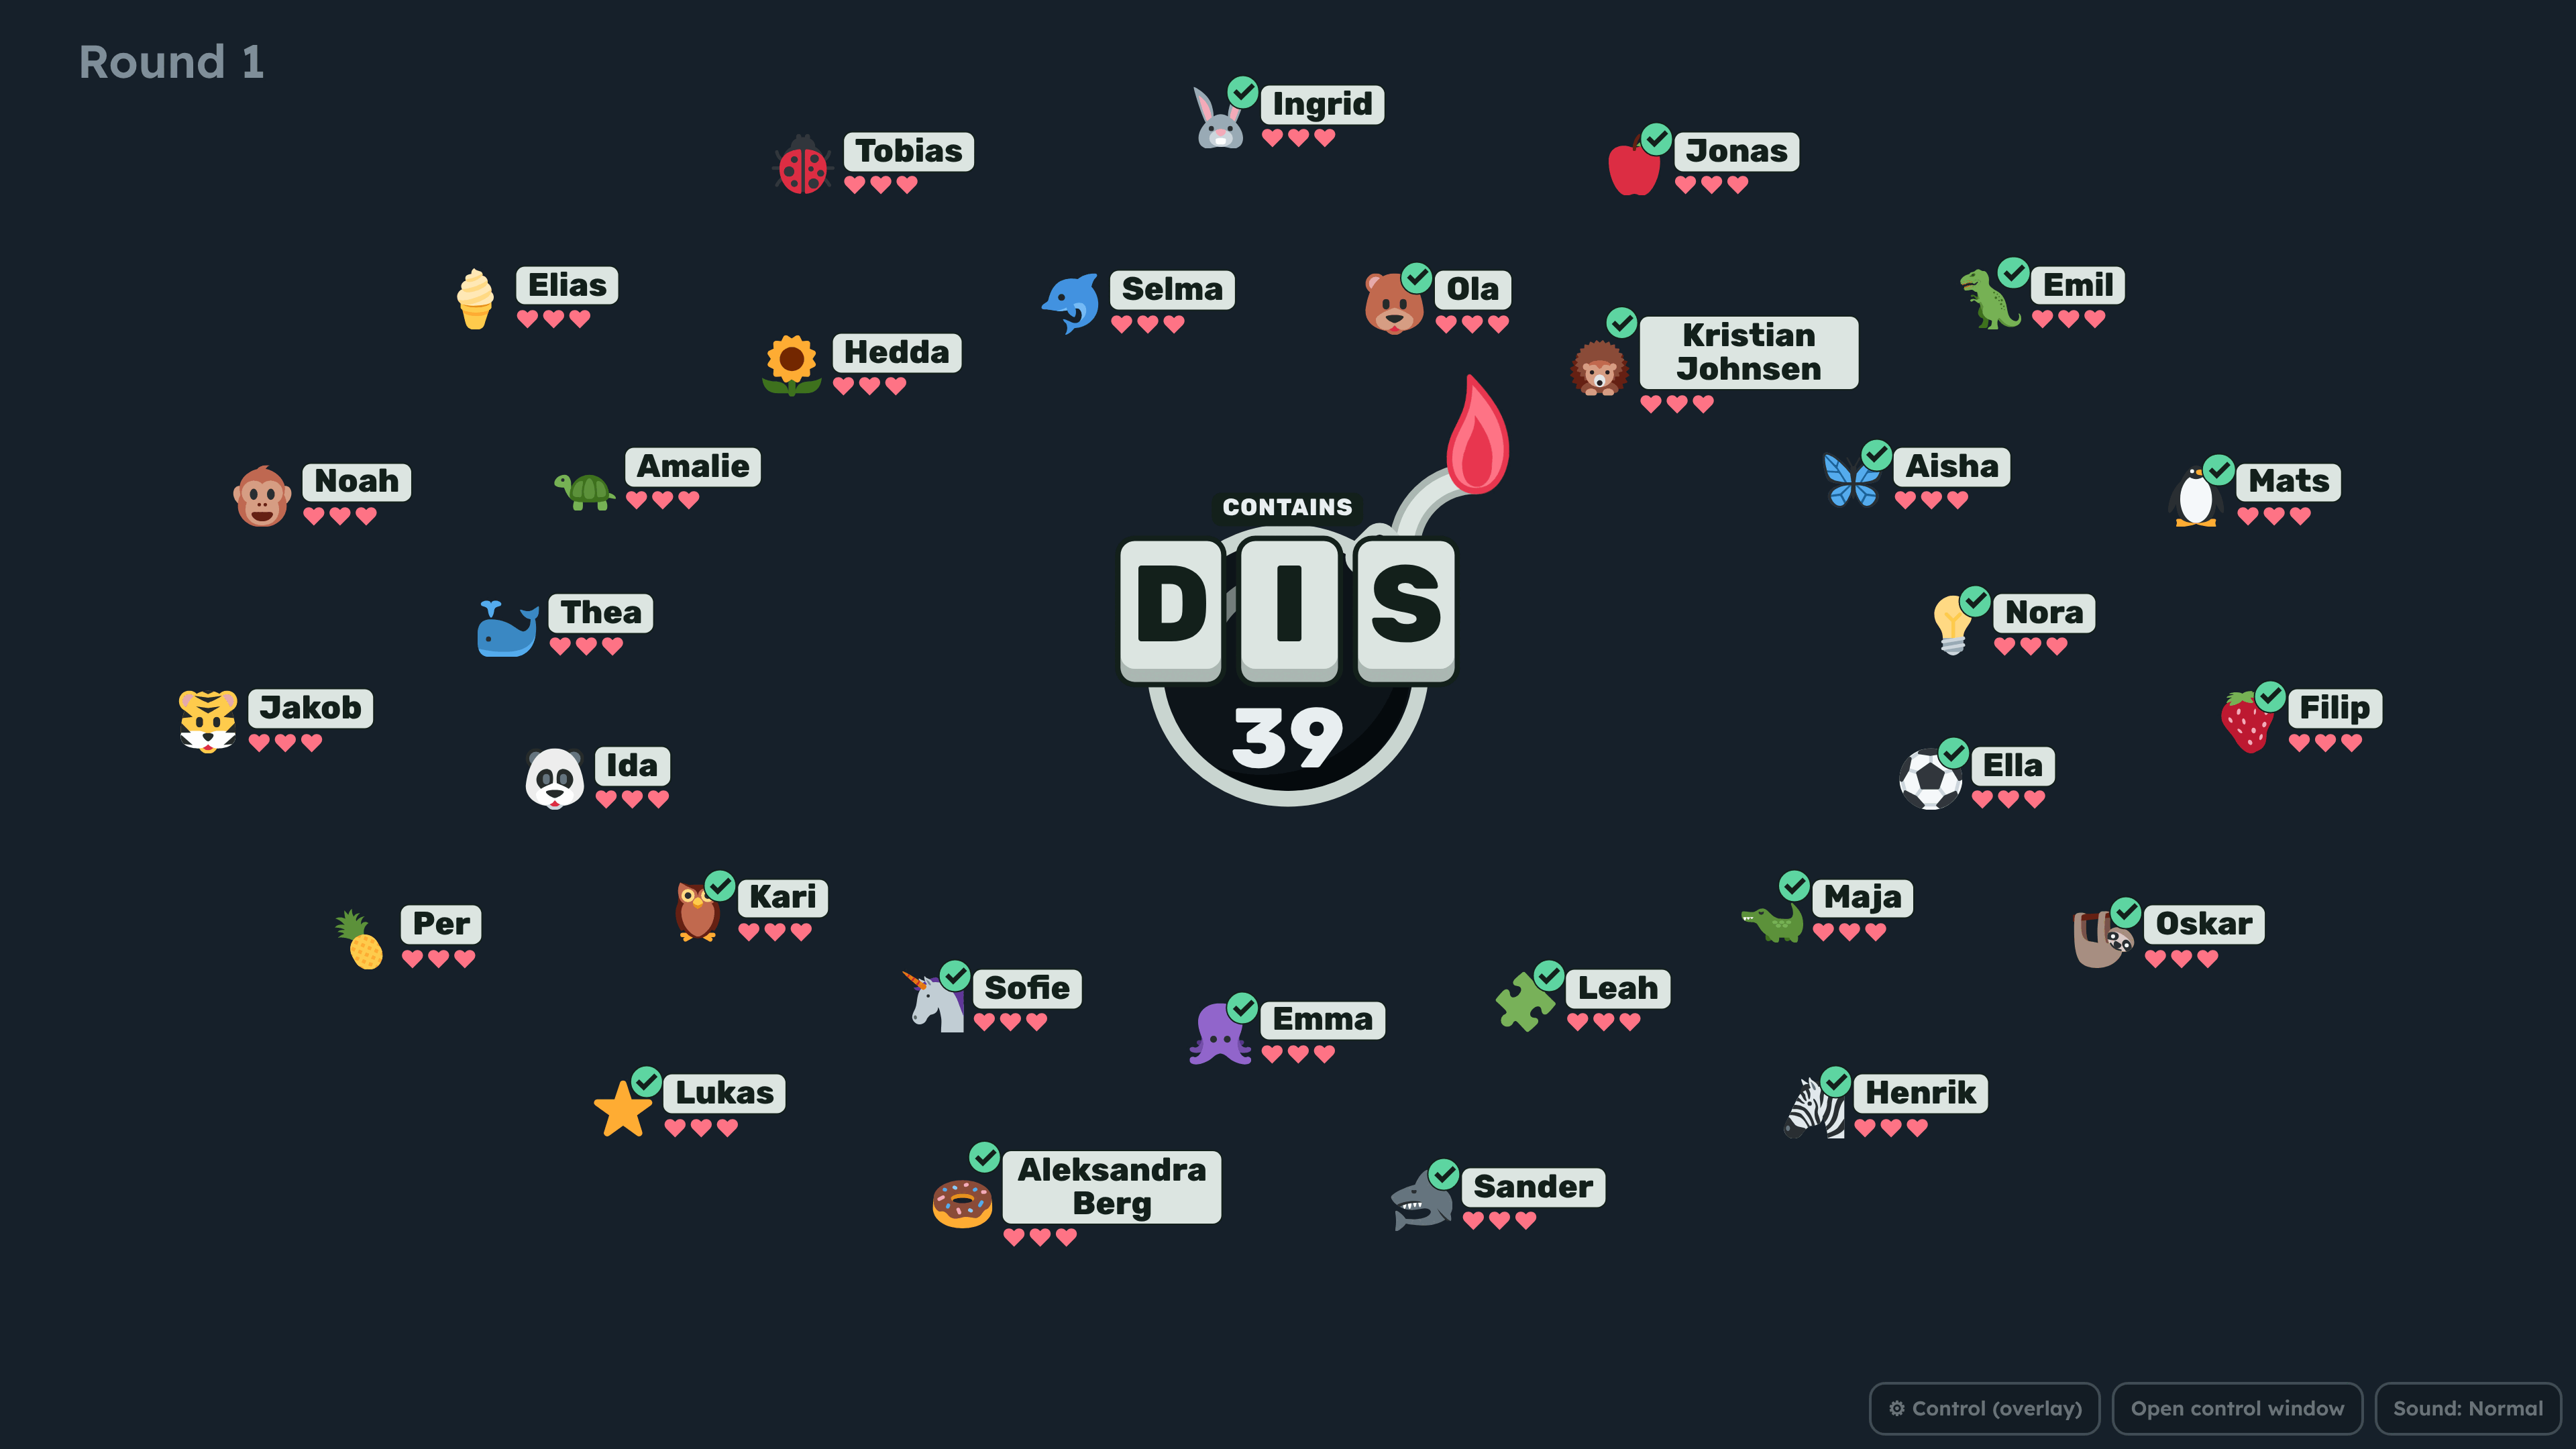 Round 1
Ingrid
Tobias
Jonas
Elias
Selma
Ola
Emil
Kristian
Johnsen
Hedda
Noah
Amalie
Aisha
Mats
CONTAINS
DIS
39
Thea
Nora
Jakob
Filip
Ida
Ella
Per
Kari
Maja
Oskar
Sofie
Leah
Emma
Lukas
Henrik
Aleksandra
Berg
Sander
⚙ Control (overlay)
Open control window
Sound: Normal